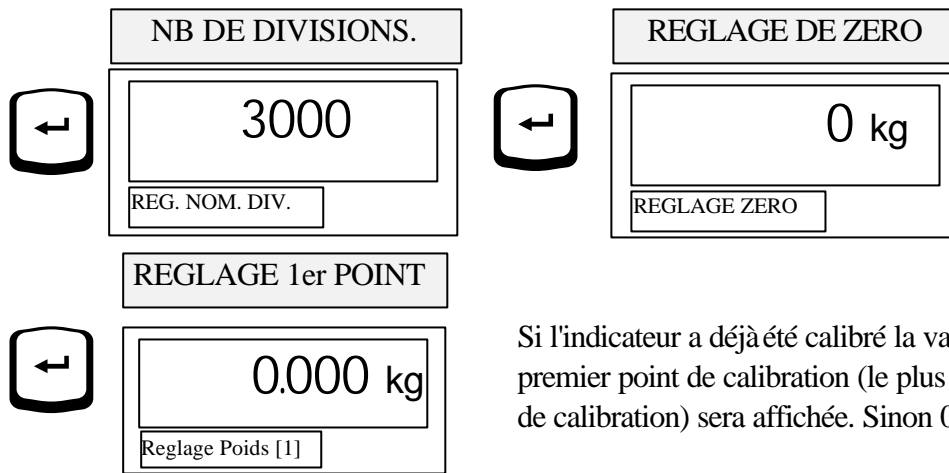 NB DE DIVISIONS.
3000
REG. NOM. DIV.
REGLAGE DE ZERO
0 kg
REGLAGE ZERO
REGLAGE 1er POINT
0.000 kg
Reglage Poids [1]
Si l'indicateur a déjà été calibré la va
premier point de calibration (le plus
de calibration) sera affichée. Sinon 0